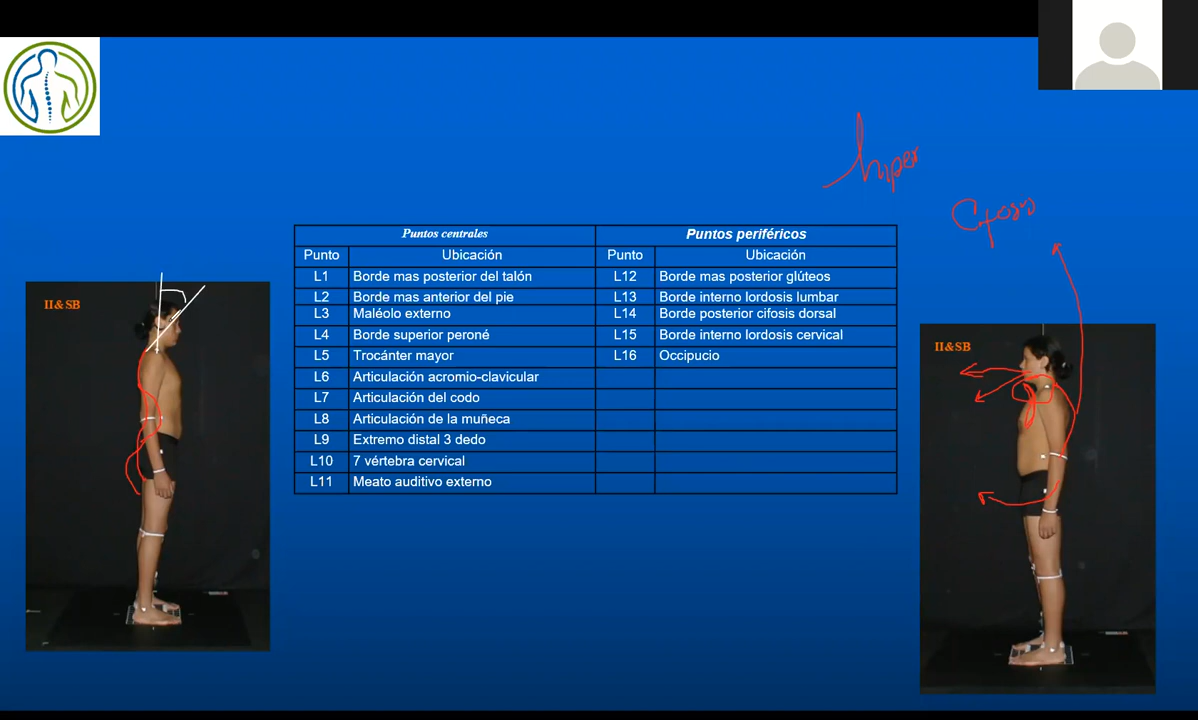 hiper
Cifosis
Puntos centrales Puntos periféricos
Punto Ubicación Punto Ubicación
L1 Borde mas posterior del talón L12 Borde mas posterior glúteos
L2 Borde mas anterior del pie L13 Borde interno lordosis lumbar
L3 Maléolo externo L14 Borde posterior cifosis dorsal
L4 Borde superior peroné L15 Borde interno lordosis cervical
L5 Trocánter mayor L16 Occipucio
L6 Articulación acromio-clavicular
L7 Articulación del codo
L8 Articulación de la muñeca
L9 Extremo distal 3 dedo
L10 7 vértebra cervical
L11 Meato auditivo externo
II&SB
II&SB